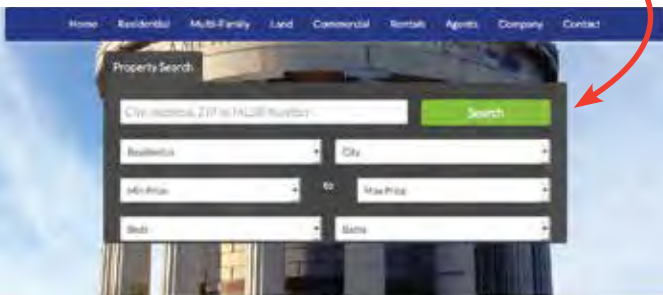 Home Residential Multi-Family Land Commercial Rentals Agents Company Contact
Property Search
City, Address, ZIP or MLS® Number
Search
Residential City
Min Price to Max Price
Beds Baths